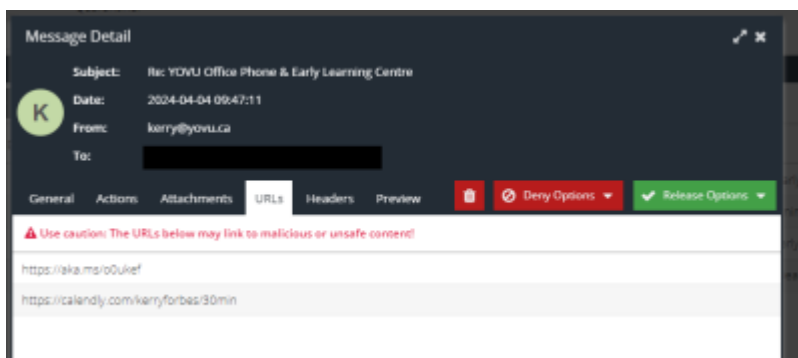 Message Detail
Subject: Re: YOVU Office Phone & Early Learning Centre
K
Date: 2024-04-04 09:47:11
From: kerry@yovu.ca
To:
General Actions Attachments URLs Headers Preview Deny Options Release Options
Use caution: The URLs below may link to malicious or unsafe content!
https://aka.ms/o0ukef
https://calendly.com/kerryforbes/30min